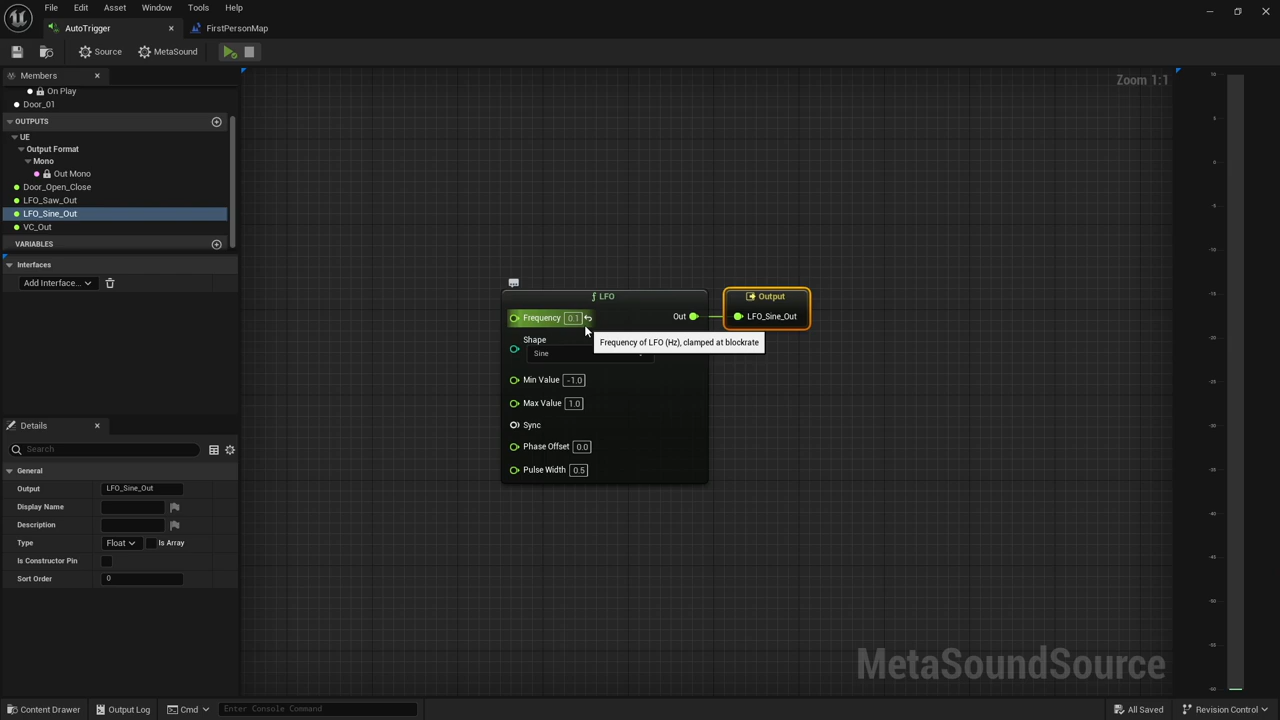 File Edit Asset Window Tools Help
AutoTrigger FirstPersonMap
Source MetaSound
Members
On Play
Door_01
OUTPUTS
UE
Output Format
Mono
Out Mono
Door_Open_Close
LFO_Saw_Out
LFO_Sine_Out
VC_Out
VARIABLES
Interfaces
Add Interface...
Details
Search
General
Output LFO_Sine_Out
Display Name
Description
Type Float Is Array
Is Constructor Pin
Sort Order 0
Zoom 1:1
LFO
Frequency 0.1 Out
Shape
Sine
Min Value -1.0
Max Value 1.0
Sync
Phase Offset 0.0
Pulse Width 0.5
Output
LFO_Sine_Out
Frequency of LFO (Hz), clamped at blockrate
MetaSoundSource
5
0
-5
-10
-15
Content Drawer Output Log Cmd Enter Console Command All Saved Revision Control